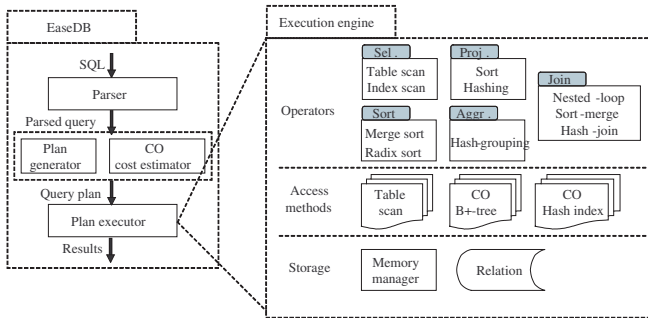 EaseDB
SQL
Parser
Parsed query
Plan
generator
CO
cost estimator
Query plan
Plan executor
Results
Execution engine
Operators
Sel .
Table scan
Index scan
Proj .
Sort
Hashing
Join
Nested -loop
Sort -merge
Hash -join
Sort
Merge sort
Radix sort
Aggr .
Hash-grouping
Access
methods
Table
scan
CO
B+-tree
CO
Hash index
Storage
Memory
manager
Relation